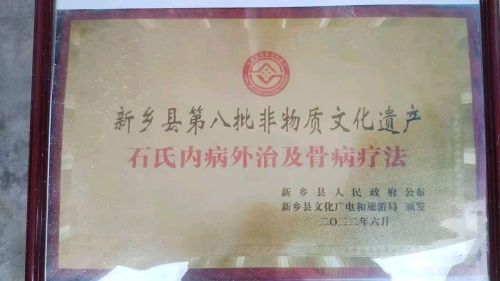 新乡县第八批非物质文化遗产
石氏内病外治及骨病疗法
新乡县人民政府 公布
新乡县文化广电和旅游局 颁发
二〇二二年六月